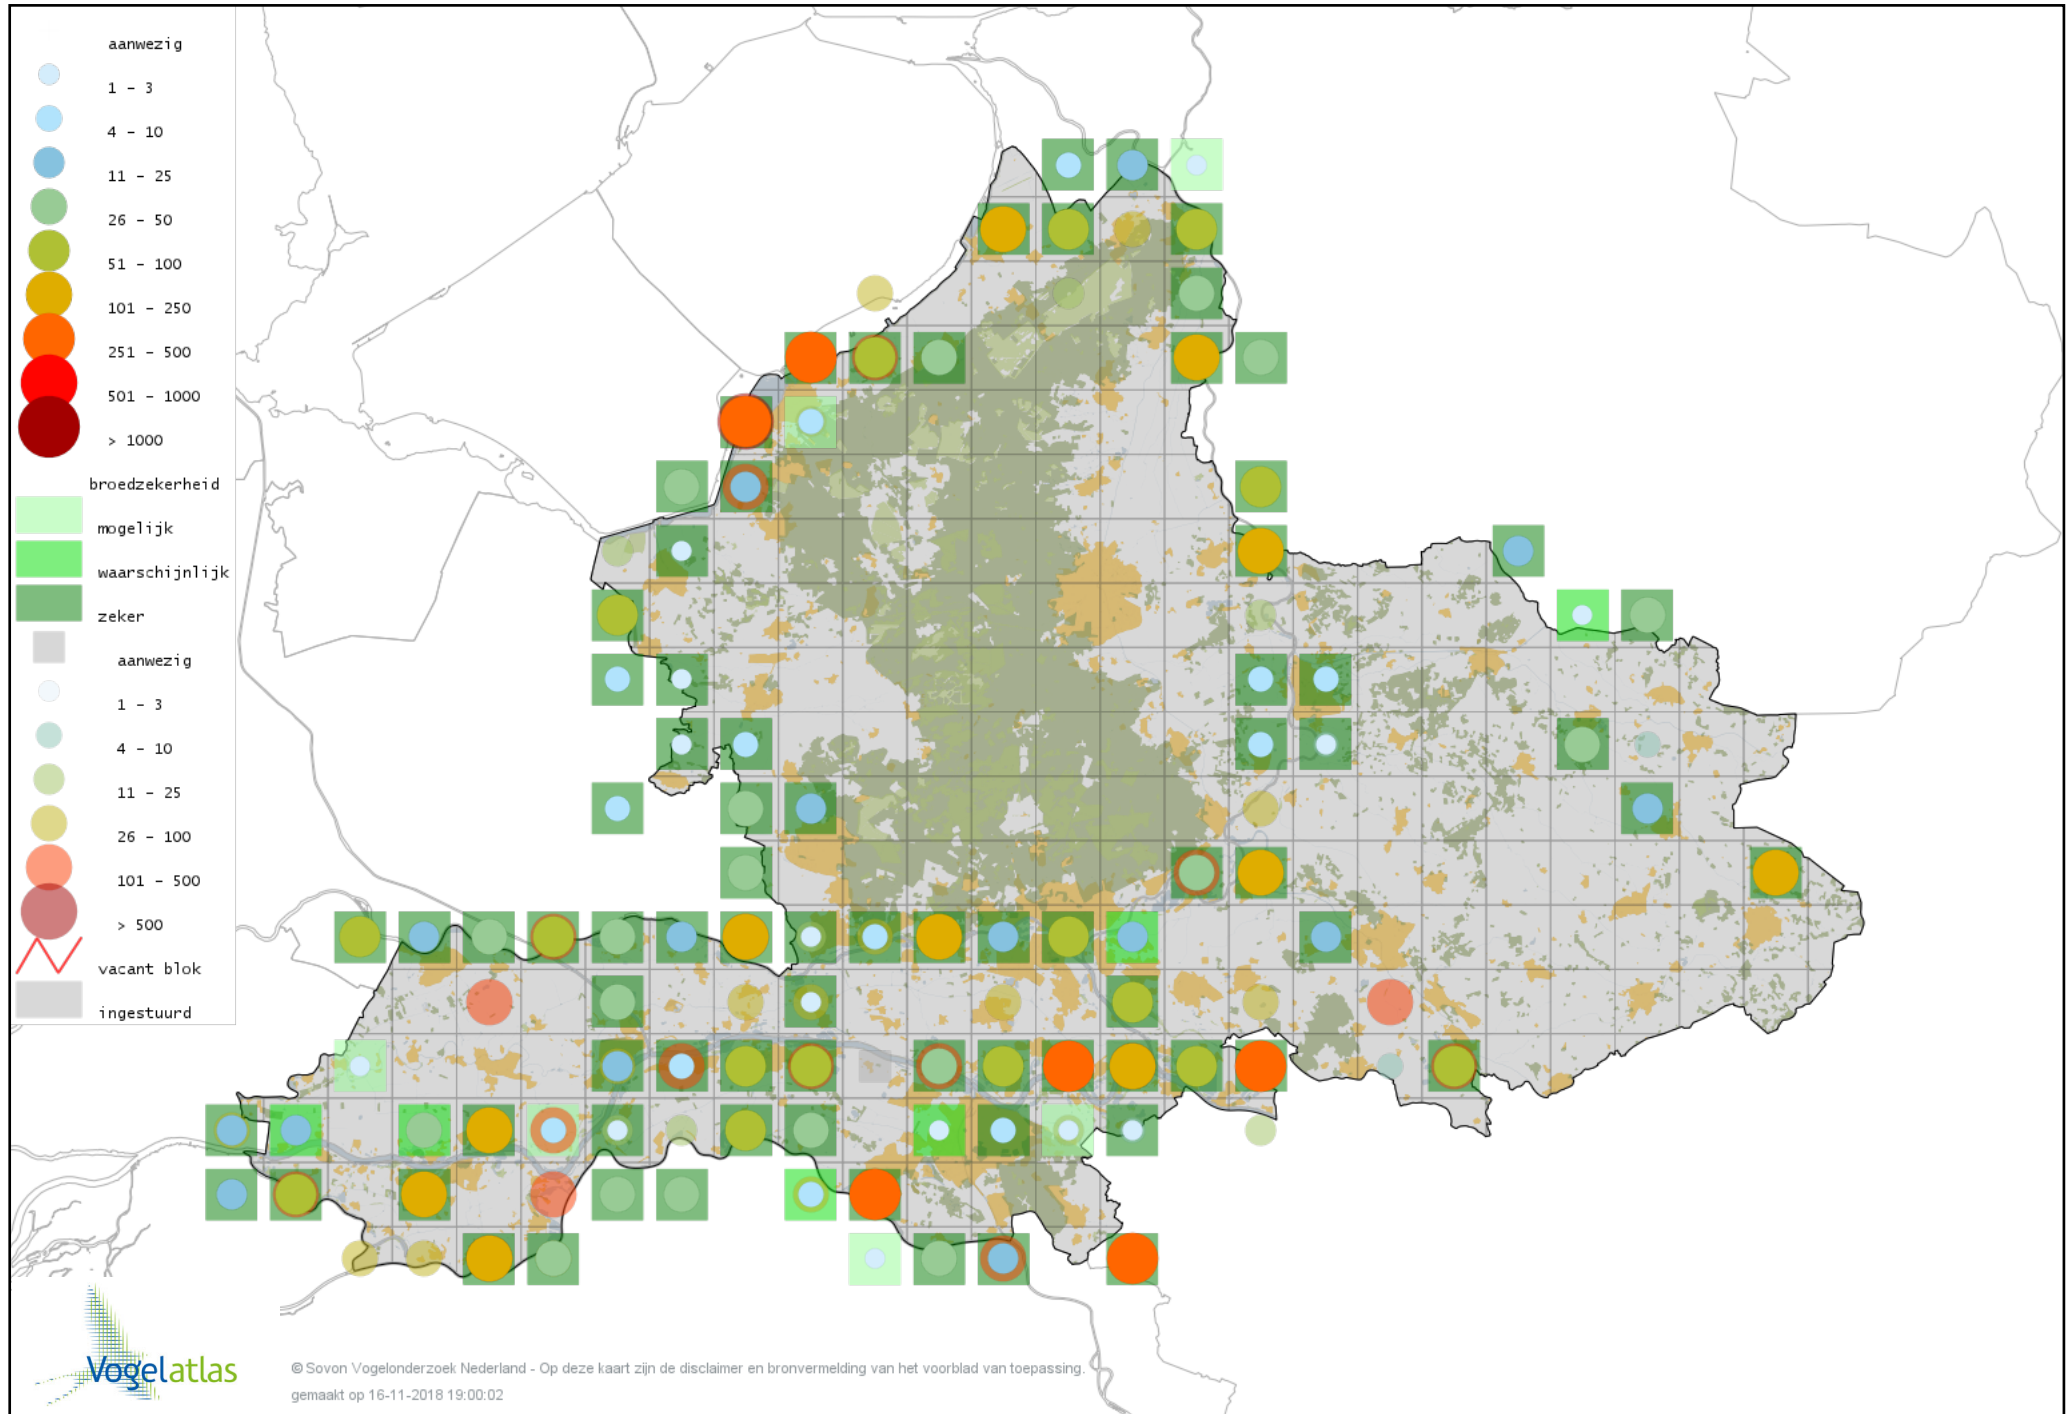 aanwezig
1 - 3
4 - 10
11 - 25
26 - 50
51 - 100
101 - 250
251 - 500
501 - 1000
> 1000
broedzekerheid
mogelijk
waarschijnlijk
zeker
aanwezig
1 - 3
4 - 10
11 - 25
26 - 100
101 - 500
> 500
vacant blok
ingestuurd
Vogelatlas
© Sovon Vogelonderzoek Nederland - Op deze kaart zijn de disclaimer en bronvermelding van het voorblad van toepassing.
gemaakt op 16-11-2018 19:00:02